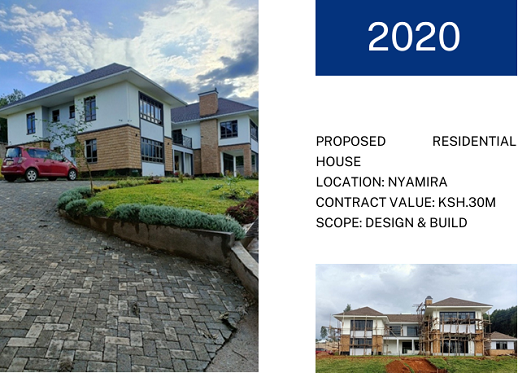 2020
PROPOSED RESIDENTIAL
HOUSE
LOCATION: NYAMIRA
CONTRACT VALUE: KSH.30M
SCOPE: DESIGN & BUILD